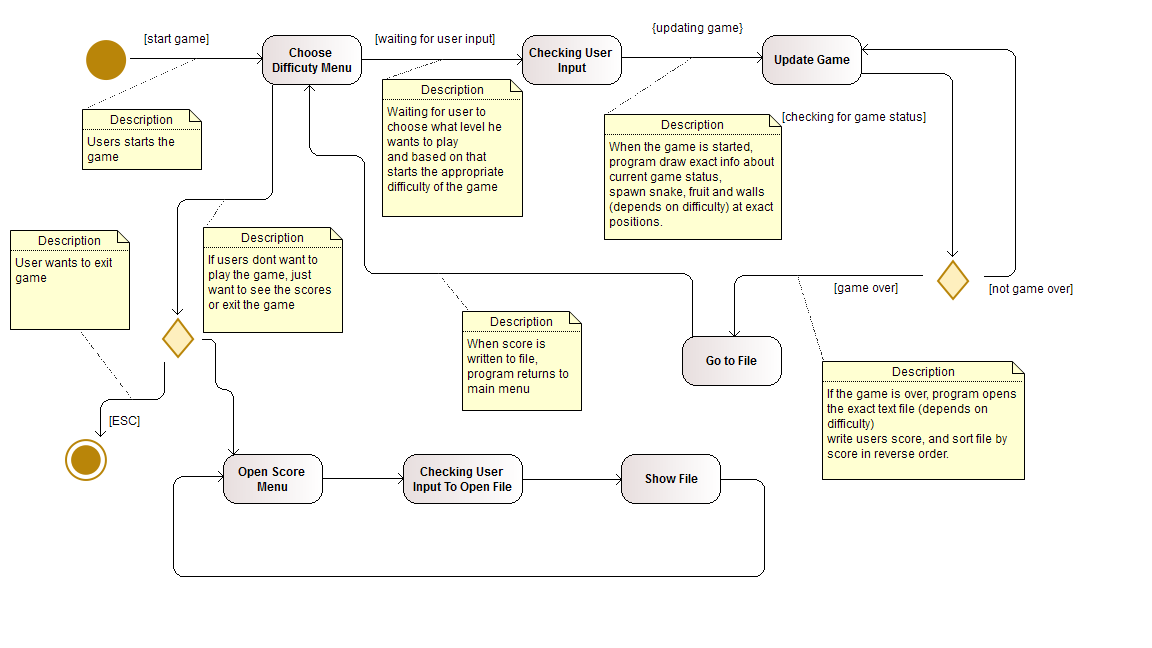 [start game]
Choose
Difficuty Menu
[waiting for user input]
Checking User
Input
{updating game}
Update Game
Description
Users starts the
game
Description
Waiting for user to
choose what level he
wants to play
and based on that
starts the appropriate
difficulty of the game
Description
When the game is started,
program draw exact info about
current game status,
spawn snake, fruit and walls
(depends on difficulty) at exact
positions.
[checking for game status]
Description
User wants to exit
game
Description
If users dont want to
play the game, just
want to see the scores
or exit the game
[game over]
[not game over]
Description
When score is
written to file,
program returns to
main menu
Go to File
Description
If the game is over, program opens
the exact text file (depends on
difficulty)
write users score, and sort file by
score in reverse order.
[ESC]
Open Score
Menu
Checking User
Input To Open File
Show File